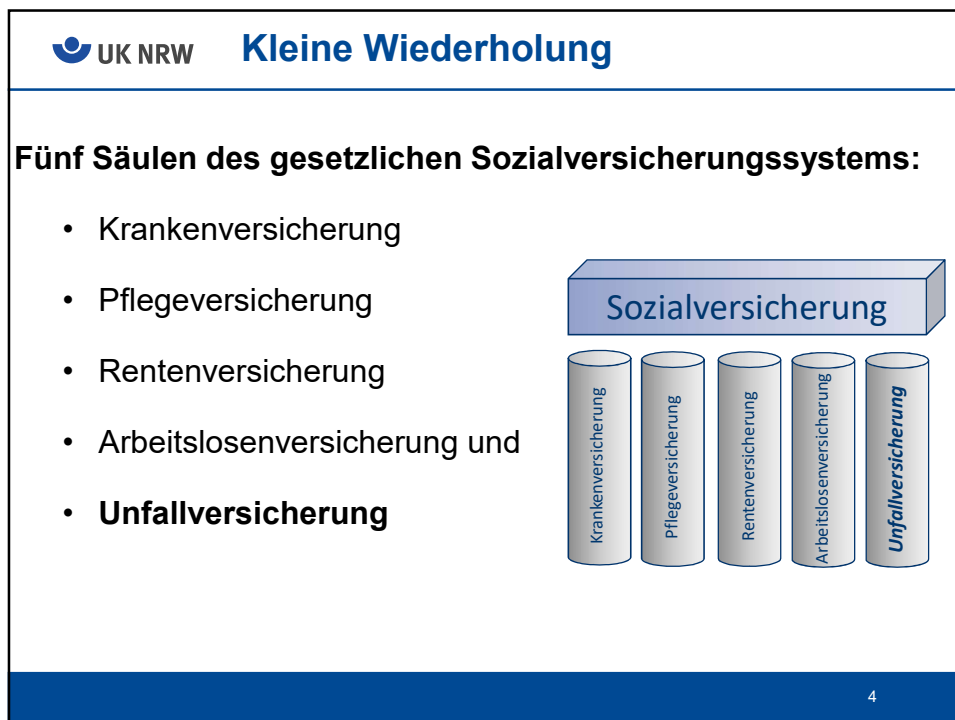 UK NRW Kleine Wiederholung
Fünf Säulen des gesetzlichen Sozialversicherungssystems:
• Krankenversicherung
• Pflegeversicherung
• Rentenversicherung
• Arbeitslosenversicherung und
• Unfallversicherung
Sozialversicherung
Krankenversicherung
Pflegeversicherung
Rentenversicherung
Arbeitslosenversicherung
Unfallversicherung
4